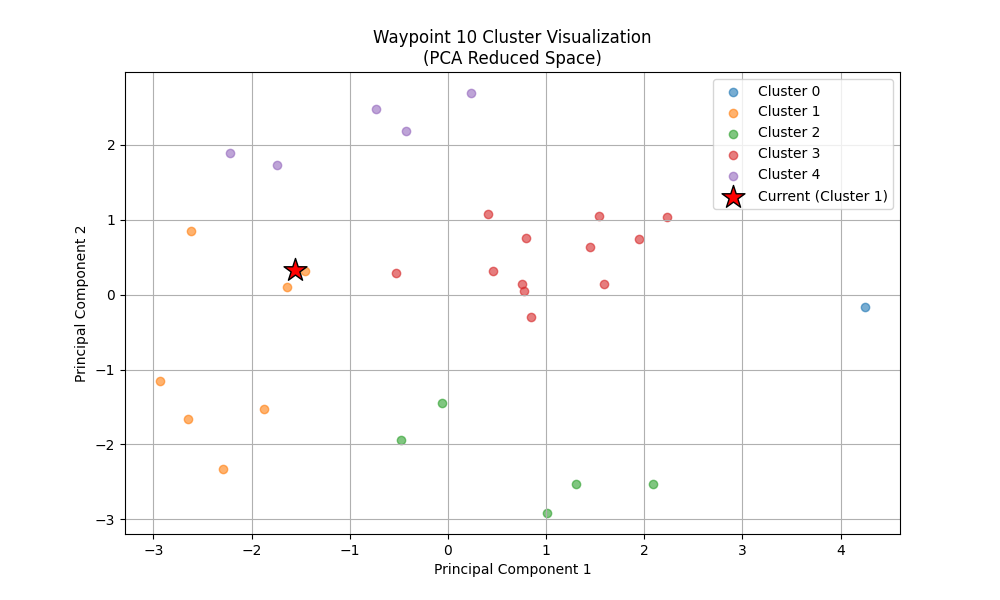 Waypoint 10 Cluster Visualization
(PCA Reduced Space)
Cluster 0
Cluster 1
Cluster 2
Cluster 3
Cluster 4
Current (Cluster 1)
Principal Component 2
2
1
0
−1
−2
−3
−3
−2
−1
0
1
2
3
4
Principal Component 1